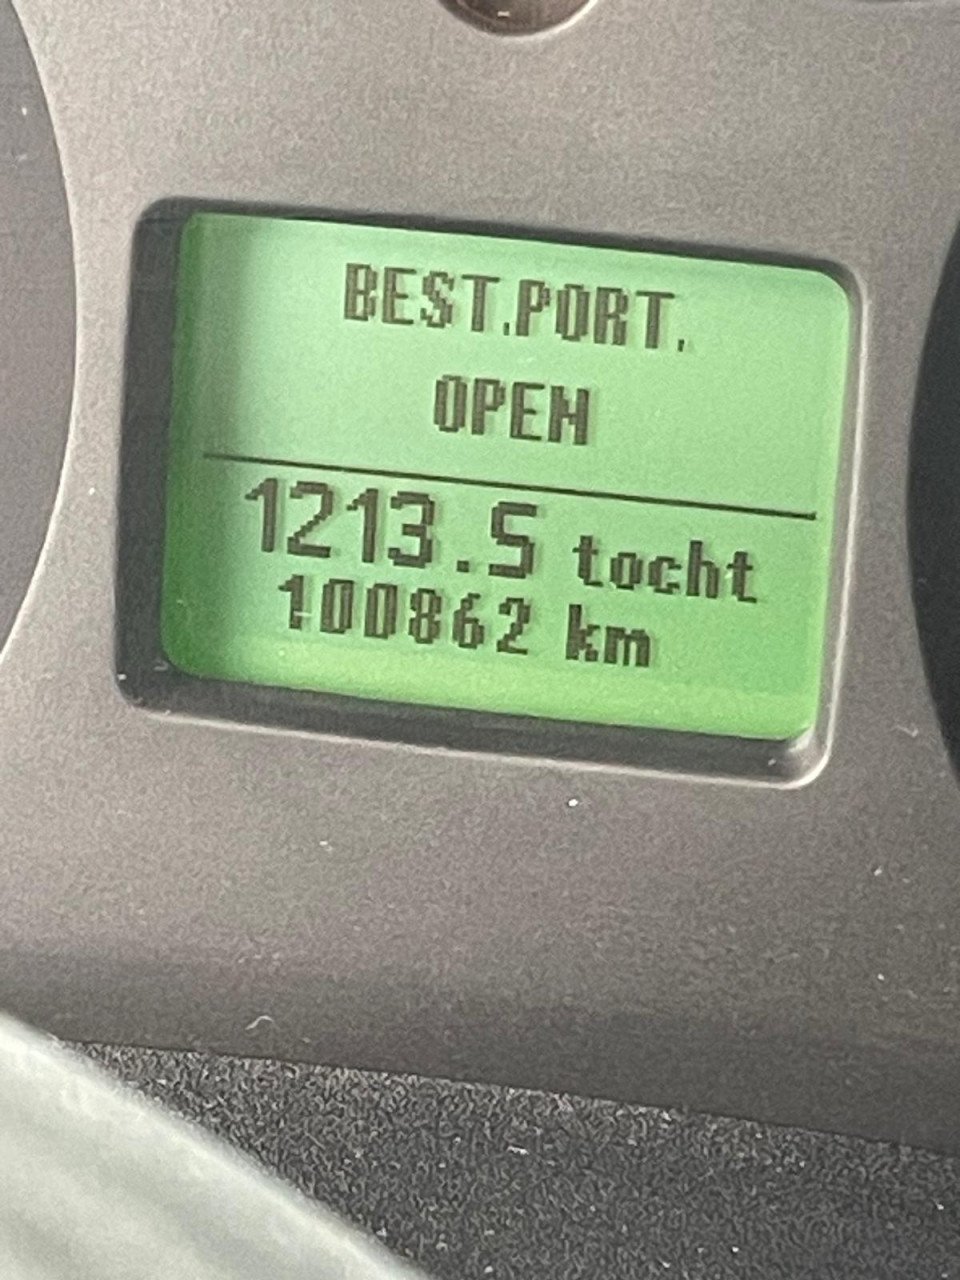 BEST.PORT.
OPEN
1213.5 tocht
100862 km